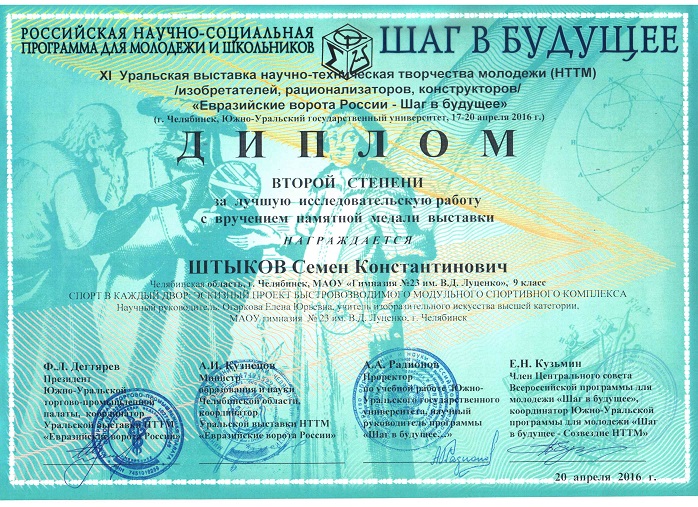 РОССИЙСКАЯ НАУЧНО-СОЦИАЛЬНАЯ
ПРОГРАММА ДЛЯ МОЛОДЕЖИ И ШКОЛЬНИКОВ
ШАГ В БУДУЩЕЕ
XI Уральская выставка научно-техническая творчества молодежи (НТТМ)
/изобретателей, рационализаторов, конструкторов/
«Евразийские ворота России - Шаг в будущее»
(г. Челябинск, Южно-Уральский государственный университет, 17-20 апреля 2016 г.)
ДИПЛОМ
ВТОРОЙ СТЕПЕНИ
за лучшую исследовательскую работу
с вручением памятной медали выставки
НАГРАЖДАЕТСЯ
ШТЫКОВ Семен Константинович
Челябинская область, г. Челябинск, МАОУ «Гимназия №23 им. В.Д. Луценко», 9 класс
СПОРТ В КАЖДЫЙ ДВОР. ЭСКИЗНЫЙ ПРОЕКТ БЫСТРОВОЗВОДИМОГО МОДУЛЬНОГО СПОРТИВНОГО КОМПЛЕКСА
Научный руководитель: Огаркова Елена Юрьевна, учитель изобразительного искусства высшей категории.
МАОУ гимназия №23 им. В.Д. Луценко, г. Челябинск
Ф.Л. Дегтярев
Президент
Южно-Уральской
торгово-промышленной
палаты, координатор
Уральской выставки НТТМ
«Евразийские ворота России»
А.И. Кузнецов
Министр
образования и науки
Челябинской области,
координатор
Уральской выставки НТТМ
«Евразийские ворота России»
А.А. Радионов
Проректор
по учебной работе Южно-
Уральского государственного
университета, научный
руководитель программы
«Шаг в будущее...»
Е.Н. Кузьмин
Член Центрального совета
Всероссийской программы для
молодежи «Шаг в будущее»,
координатор Южно-Уральской
программы для молодежи «Шаг
в будущее - Созвездие НТТМ»
20 апреля 2016 г.